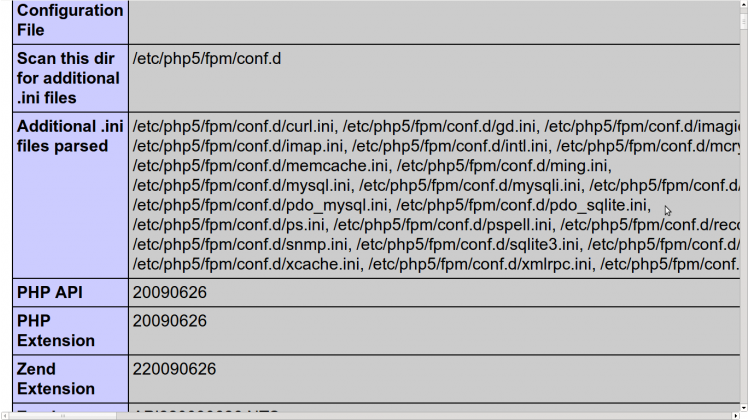 Configuration
File
Scan this dir
for additional
.ini files
/etc/php5/fpm/conf.d
Additional .ini
files parsed
/etc/php5/fpm/conf.d/curl.ini, /etc/php5/fpm/conf.d/gd.ini, /etc/php5/fpm/conf.d/imagi
/etc/php5/fpm/conf.d/imap.ini, /etc/php5/fpm/conf.d/intl.ini, /etc/php5/fpm/conf.d/mcry
/etc/php5/fpm/conf.d/memcache.ini, /etc/php5/fpm/conf.d/ming.ini,
/etc/php5/fpm/conf.d/mysql.ini, /etc/php5/fpm/conf.d/mysqli.ini, /etc/php5/fpm/conf.d/
/etc/php5/fpm/conf.d/pdo_mysql.ini, /etc/php5/fpm/conf.d/pdo_sqlite.ini,
/etc/php5/fpm/conf.d/ps.ini, /etc/php5/fpm/conf.d/pspell.ini, /etc/php5/fpm/conf.d/reco
/etc/php5/fpm/conf.d/snmp.ini, /etc/php5/fpm/conf.d/sqlite3.ini, /etc/php5/fpm/conf.d/
/etc/php5/fpm/conf.d/xcache.ini, /etc/php5/fpm/conf.d/xmlrpc.ini, /etc/php5/fpm/conf.
PHP API
20090626
PHP
Extension
20090626
Zend
Extension
220090626